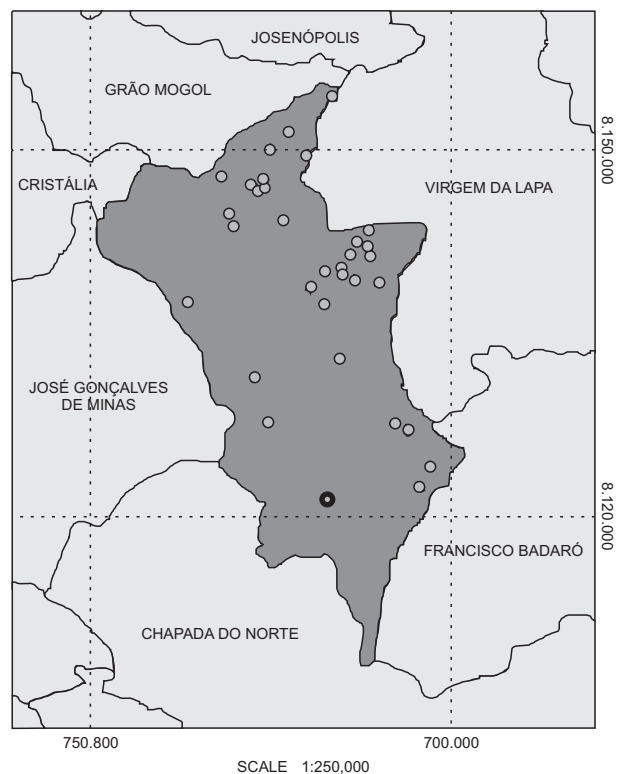 JOSENÓPOLIS
GRÃO MOGOL
8.150.000
CRISTÁLIA
VIRGEM DA LAPA
JOSÉ GONÇALVES
DE MINAS
8.120.000
FRANCISCO BADARÓ
CHAPADA DO NORTE
750.800
700.000
SCALE 1:250,000